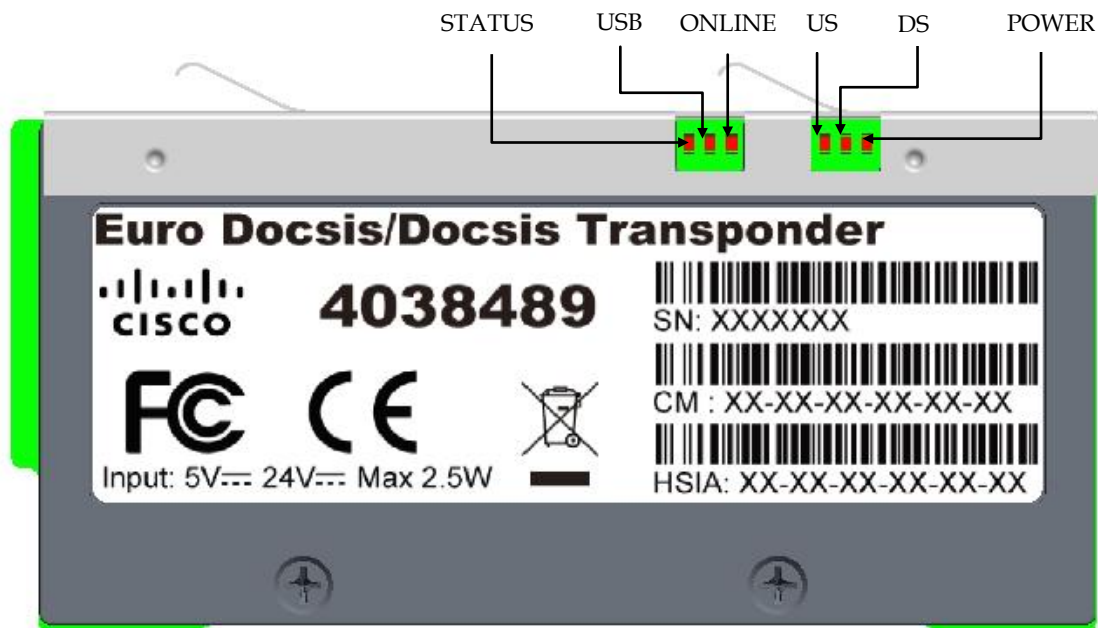 STATUS USB ONLINE US DS POWER
Euro Docsis/Docsis Transponder
CISCO
4038489
SN: XXXXXXX
CM : XX-XX-XX-XX-XX-XX
FC CE
Input: 5V⎓ 24V⎓ Max 2.5W
HSIA: XX-XX-XX-XX-XX-XX